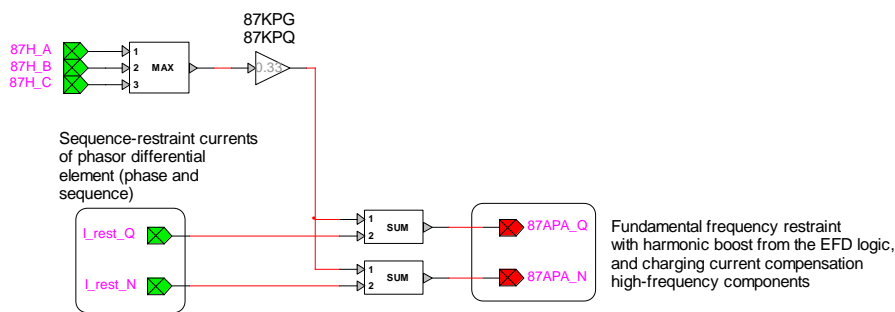 87KPG
87KPQ
87H_A
87H_B
87H_C
1
2
3
MAX
0.33
Sequence-restraint currents
of phasor differential
element (phase and
sequence)
I_rest_Q
I_rest_N
1
2
SUM
1
2
SUM
87APA_Q
87APA_N
Fundamental frequency restraint
with harmonic boost from the EFD logic,
and charging current compensation
high-frequency components